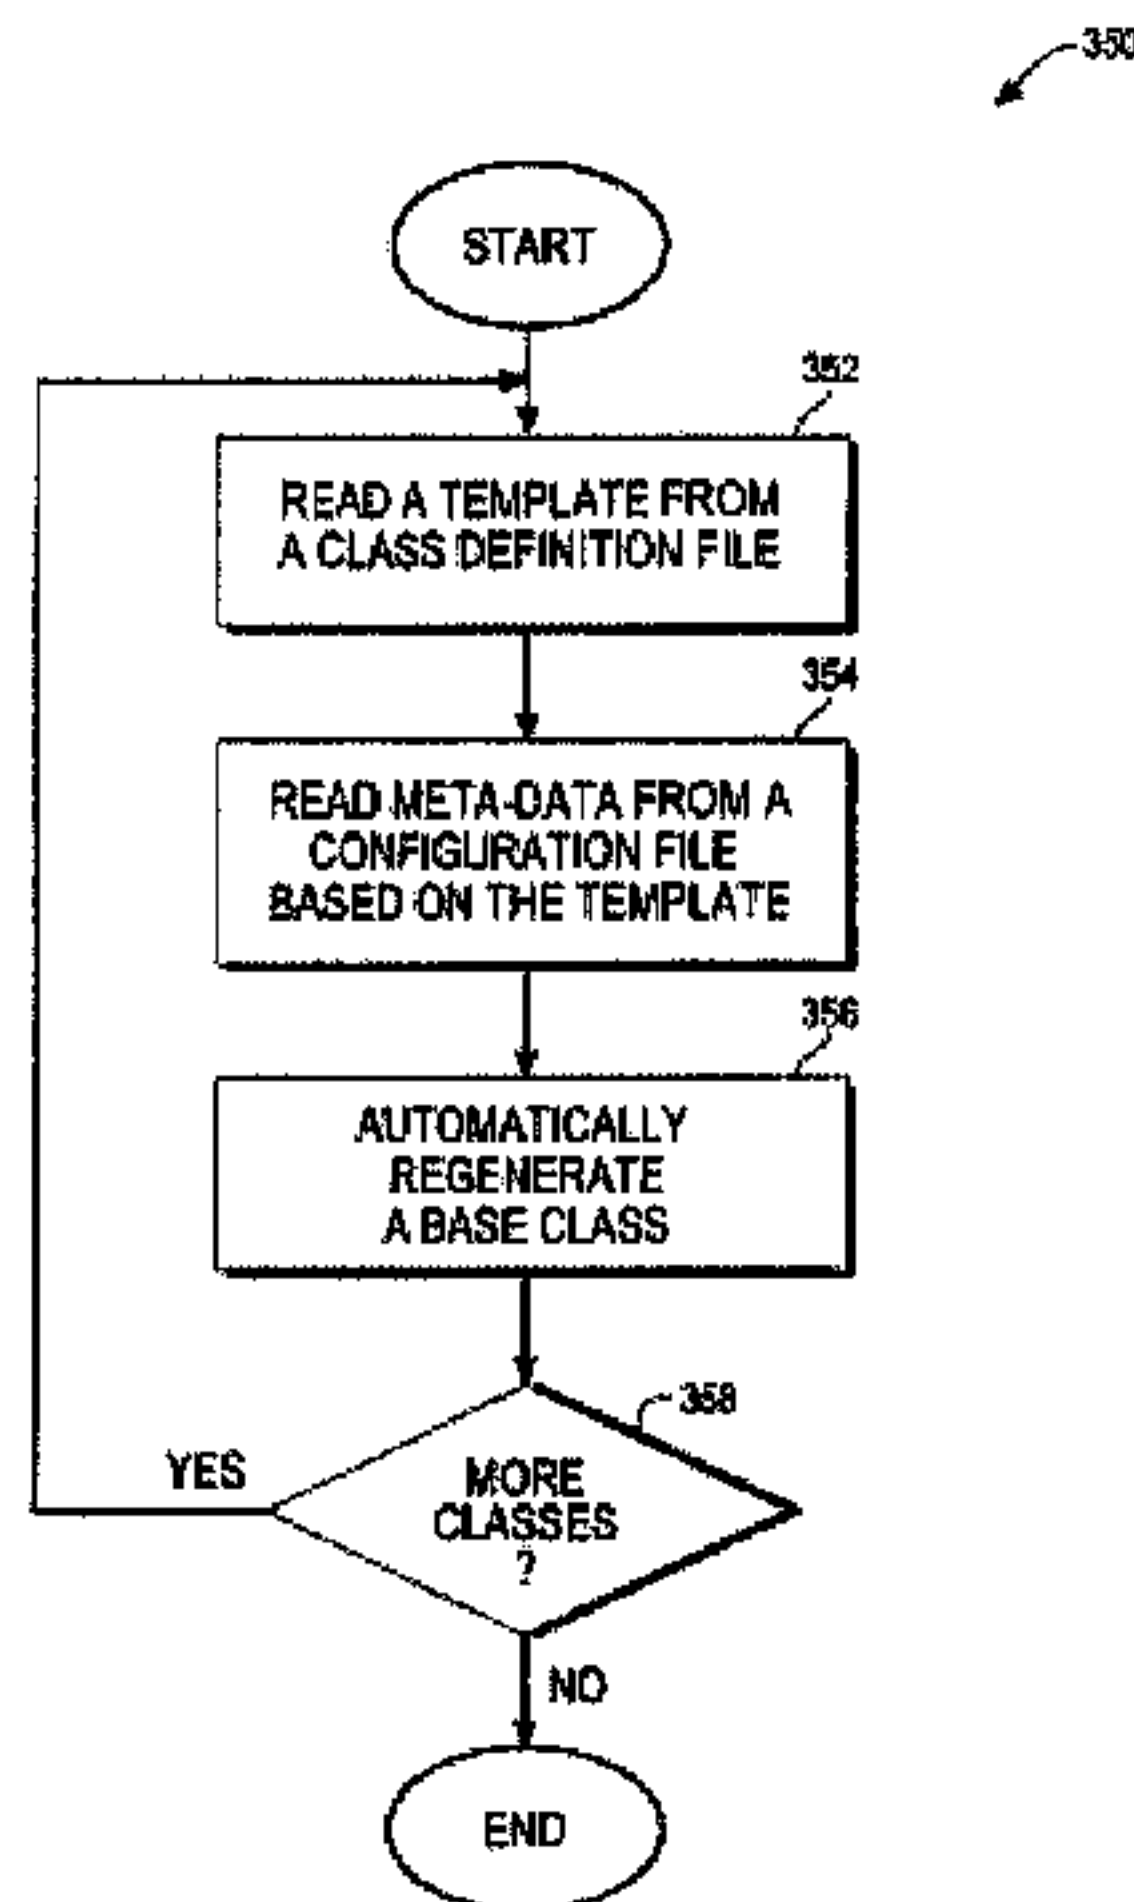 350
START
352
READ A TEMPLATE FROM
A CLASS DEFINITION FILE
354
READ META-DATA FROM A
CONFIGURATION FILE
BASED ON THE TEMPLATE
356
AUTOMATICALLY
REGENERATE
A BASE CLASS
358
YES
MORE
CLASSES
?
NO
END